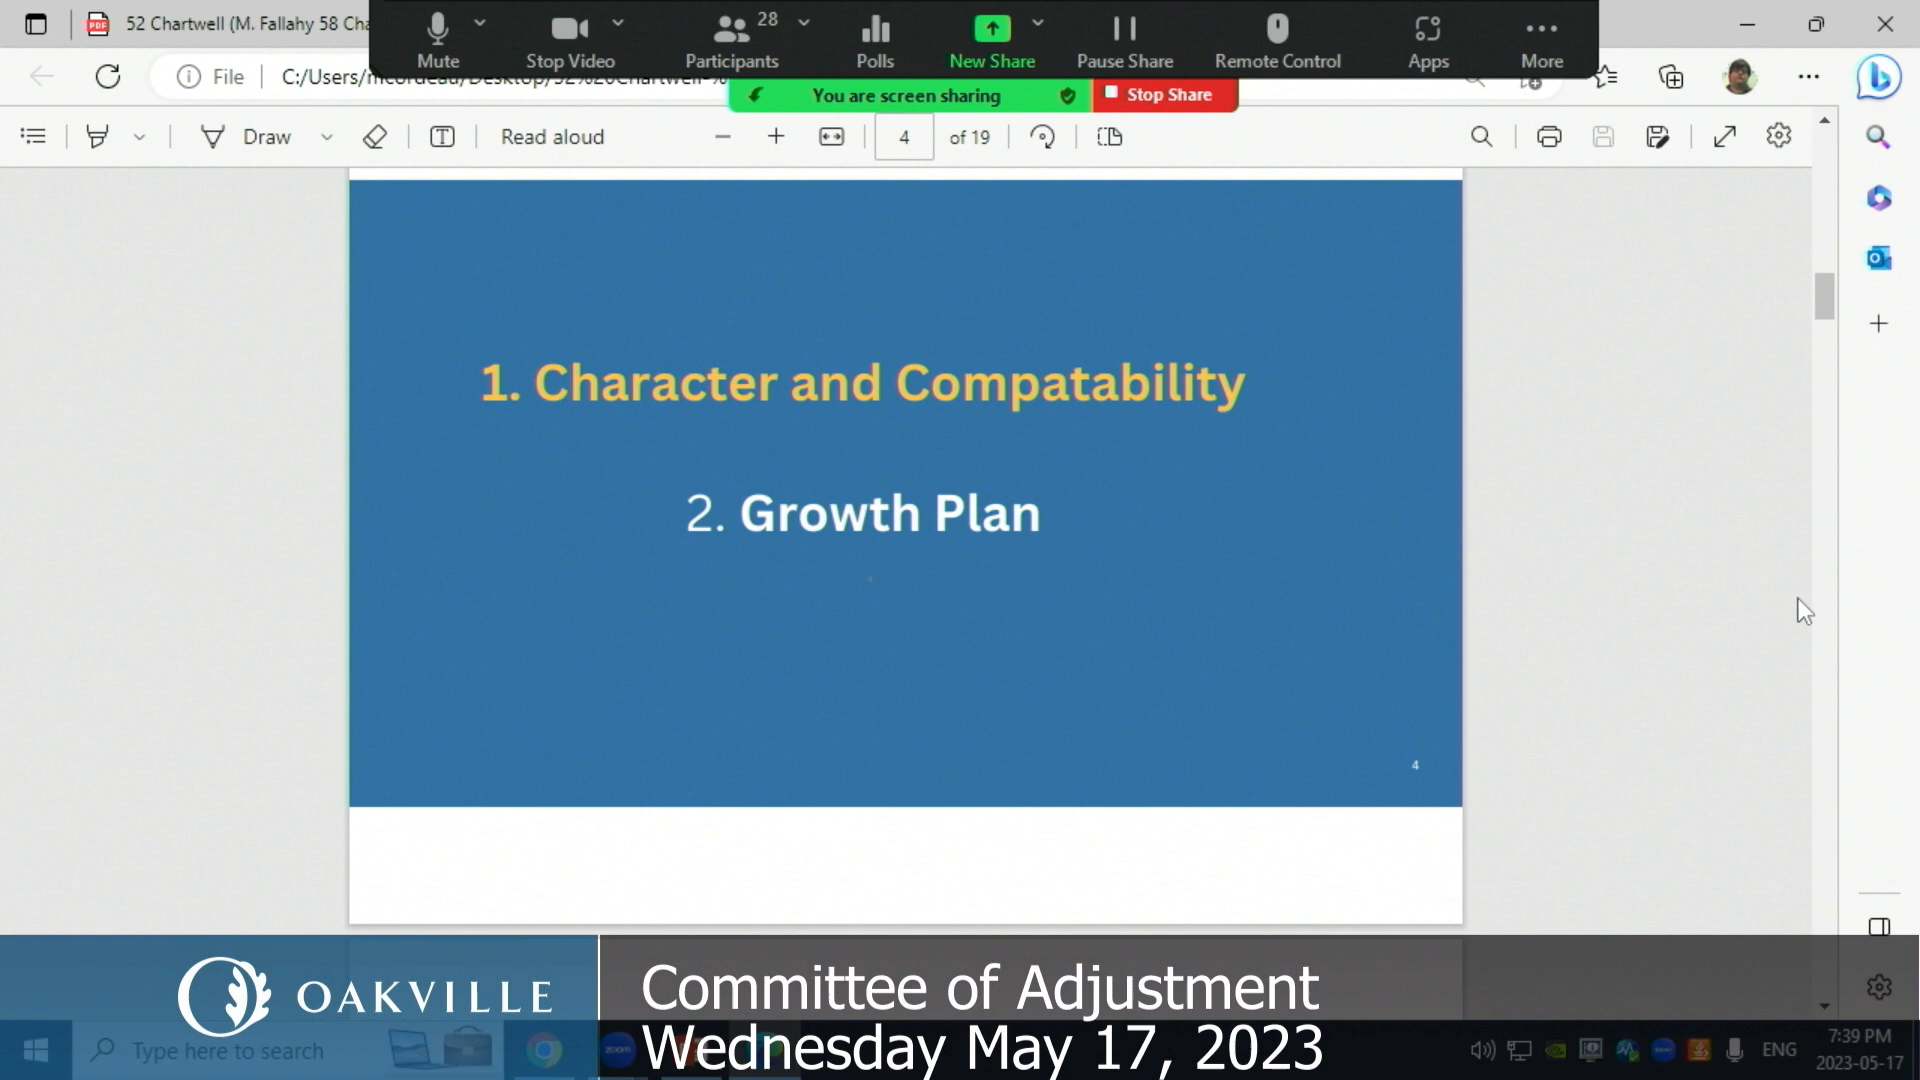 52 Chartwell (M. Fallahy 58 Cha
Mute
Stop Video
28
Participants
Polls
New Share
Pause Share
Remote Control
Apps
More
File
You are screen sharing
Stop Share
Draw
T
Read aloud
4
of 19
1. Character and Compatability
2. Growth Plan
4
OAKVILLE
Committee of Adjustment
Wednesday May 17, 2023
Type here to search
zoom
ENG
7:39 PM
2023-05-17